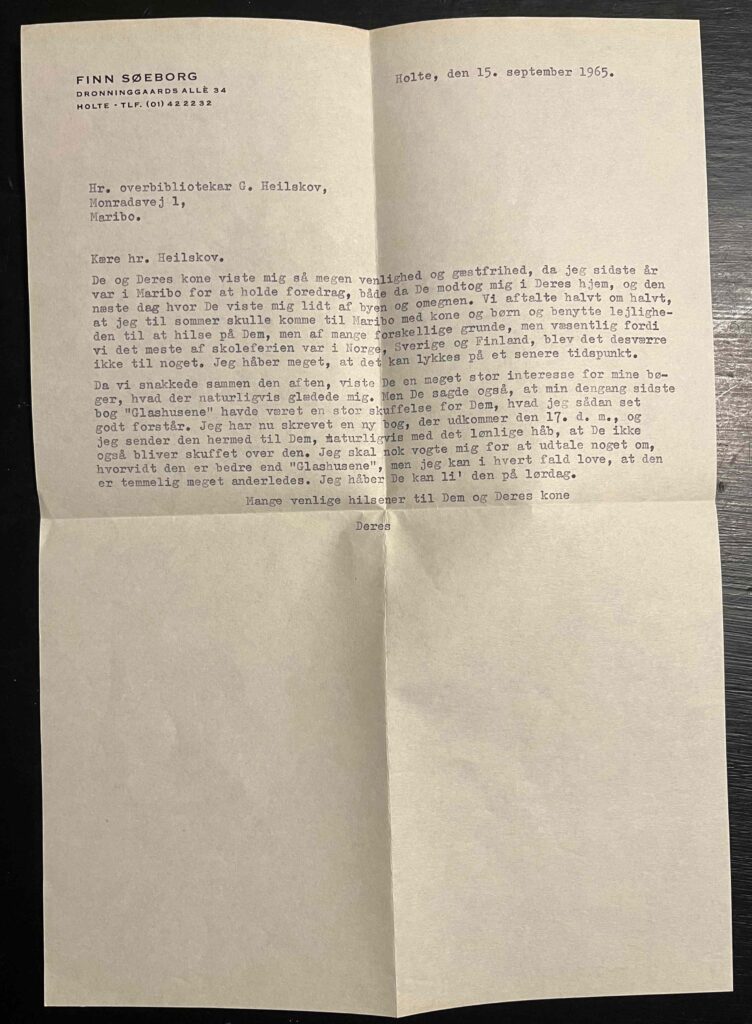 FINN SØEBORG
DRONNINGGAARDS ALLÈ 34
HOLTE · TLF. (01) 42 22 32
Holte, den 15. september 1965.
Hr. overbibliotekar G. Heilskov,
Monradsvej 1,
Maribo.
Kære hr. Heilskov.
De og Deres kone viste mig så megen venlighed og gæstfrihed, da jeg sidste år
var i Maribo for at holde foredrag, både da De modtog mig i Deres hjem, og den
næste dag hvor De viste mig lidt af byen og omegnen. Vi aftalte halvt om halvt,
at jeg til sommer skulle komme til Maribo med kone og børn og benytte lejlighe-
den til at hilse på Dem, men af mange forskellige grunde, men væsentlig fordi
vi det meste af skoleferien var i Norge, Sverige og Finland, blev det desværre
ikke til noget. Jeg håber meget, at det kan lykkes på et senere tidspunkt.
Da vi snakkede sammen den aften, viste De en meget stor interesse for mine bø-
ger, hvad der naturligvis glædede mig. Men De sagde også, at min dengang sidste
bog "Glashusene" havde været en stor skuffelse for Dem, hvad jeg sådan set
godt forstår. Jeg har nu skrevet en ny bog, der udkommer den 17. d. m., og
jeg sender den hermed til Dem, naturligvis med det lønlige håb, at De ikke
også bliver skuffet over den. Jeg skal nok vogte mig for at udtale noget om,
hvorvidt den er bedre end "Glashusene", men jeg kan i hvert fald love, at den
er temmelig meget anderledes. Jeg håber De kan li' den på lørdag.
Mange venlige hilsener til Dem og Deres kone
Deres